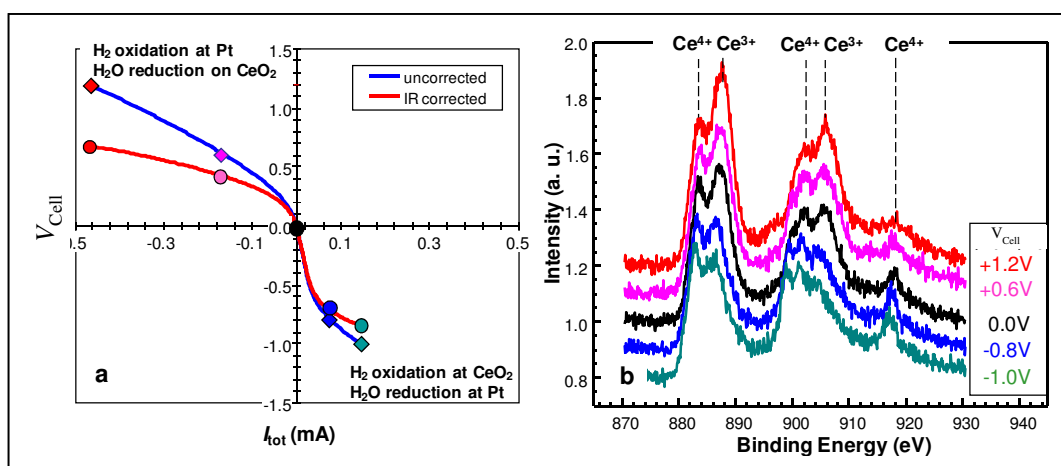 H2 oxidation at Pt
H2O reduction on CeO2
uncorrected
IR corrected
1.5
1.0
0.5
0.0
-0.5
-1.0
-1.5
.5 -0.3 -0.1 0.1 0.3 0.5
VCell
a
H2 oxidation at CeO2
H2O reduction at Pt
Itot (mA)
Ce4+ Ce3+ Ce4+ Ce3+ Ce4+
2.0
1.8
1.6
1.4
1.2
1.0
0.8
Intensity (a. u.)
VCell
+1.2V
+0.6V
0.0V
-0.8V
-1.0V
b
870 880 890 900 910 920 930 940
Binding Energy (eV)